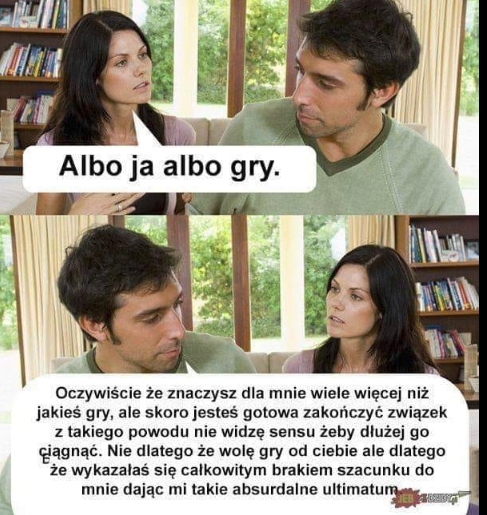 Albo ja albo gry.
Oczywiście że znaczysz dla mnie wiele więcej niż
jakieś gry, ale skoro jesteś gotowa zakończyć związek
z takiego powodu nie widzę sensu żeby dłużej go
ciągnąć. Nie dlatego że wolę gry od ciebie ale dlatego
że wykazałaś się całkowitym brakiem szacunku do
mnie dając mi takie absurdalne ultimatum